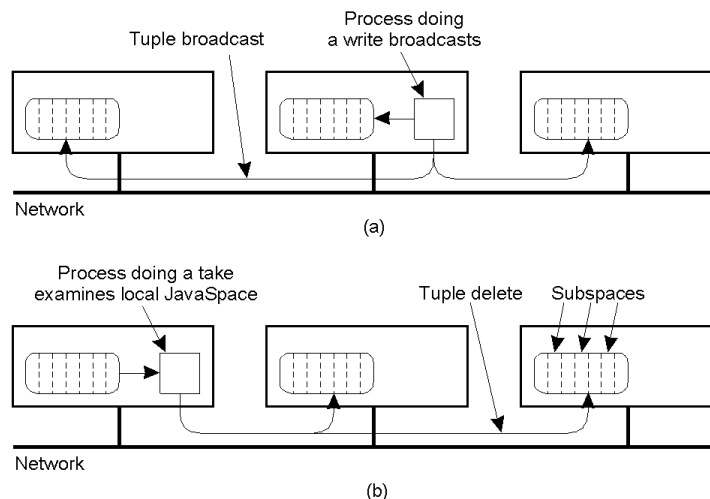 Process doing
a write broadcasts
Tuple broadcast
Network
(a)
Process doing a take
examines local JavaSpace
Tuple delete
Subspaces
Network
(b)